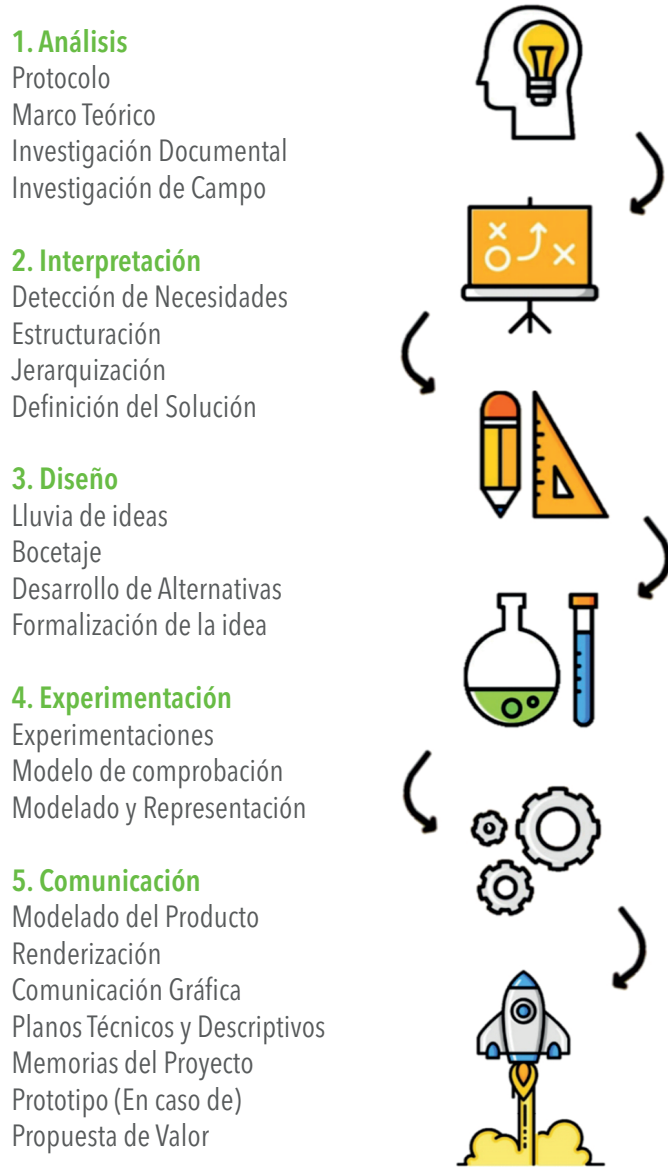 1. Análisis
Protocolo
Marco Teórico
Investigación Documental
Investigación de Campo
2. Interpretación
Detección de Necesidades
Estructuración
Jerarquización
Definición del Solución
3. Diseño
Lluvia de ideas
Bocetaje
Desarrollo de Alternativas
Formalización de la idea
4. Experimentación
Experimentaciones
Modelo de comprobación
Modelado y Representación
5. Comunicación
Modelado del Producto
Renderización
Comunicación Gráfica
Planos Técnicos y Descriptivos
Memorias del Proyecto
Prototipo (En caso de)
Propuesta de Valor